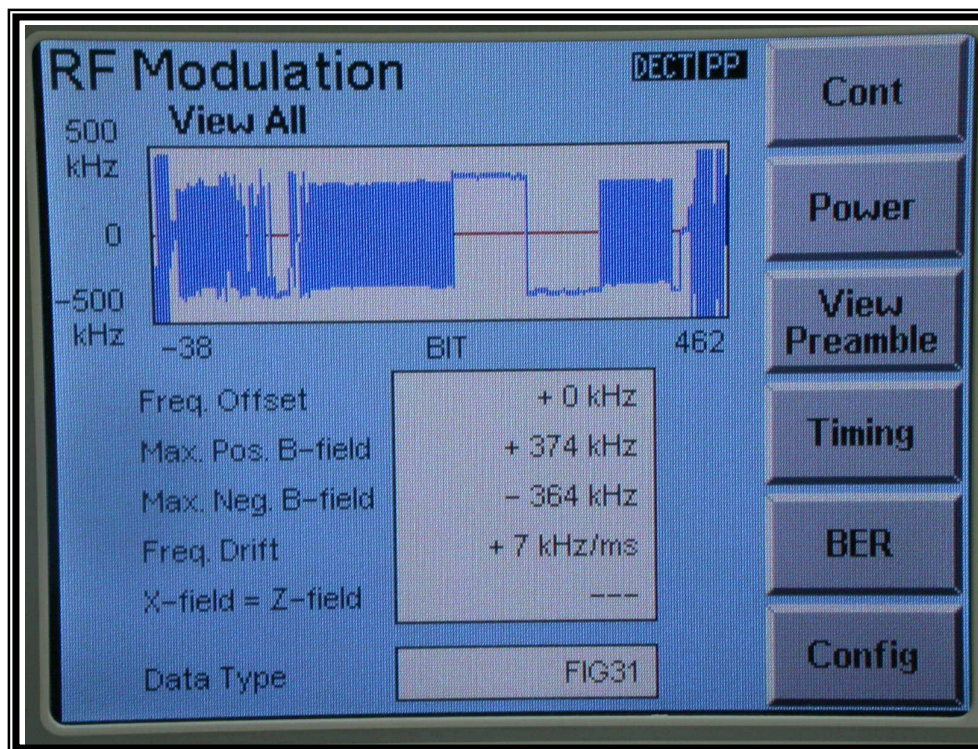 RF Modulation
DECT PP
View All
500
kHz
0
-500
kHz
-38 BIT 462
Freq. Offset + 0 kHz
Max. Pos. B-field + 374 kHz
Max. Neg. B-field - 364 kHz
Freq. Drift + 7 kHz/ms
X-field = Z-field ---
Data Type FIG31
Cont
Power
View
Preamble
Timing
BER
Config